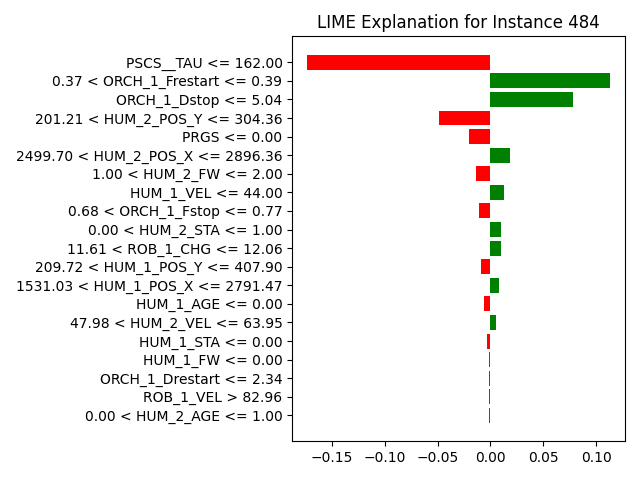 LIME Explanation for Instance 484
PSCS__TAU <= 162.00
0.37 < ORCH_1_Frestart <= 0.39
ORCH_1_Dstop <= 5.04
201.21 < HUM_2_POS_Y <= 304.36
PRGS <= 0.00
2499.70 < HUM_2_POS_X <= 2896.36
1.00 < HUM_2_FW <= 2.00
HUM_1_VEL <= 44.00
0.68 < ORCH_1_Fstop <= 0.77
0.00 < HUM_2_STA <= 1.00
11.61 < ROB_1_CHG <= 12.06
209.72 < HUM_1_POS_Y <= 407.90
1531.03 < HUM_1_POS_X <= 2791.47
HUM_1_AGE <= 0.00
47.98 < HUM_2_VEL <= 63.95
HUM_1_STA <= 0.00
HUM_1_FW <= 0.00
ORCH_1_Drestart <= 2.34
ROB_1_VEL > 82.96
0.00 < HUM_2_AGE <= 1.00
−0.15 −0.10 −0.05 0.00 0.05 0.10